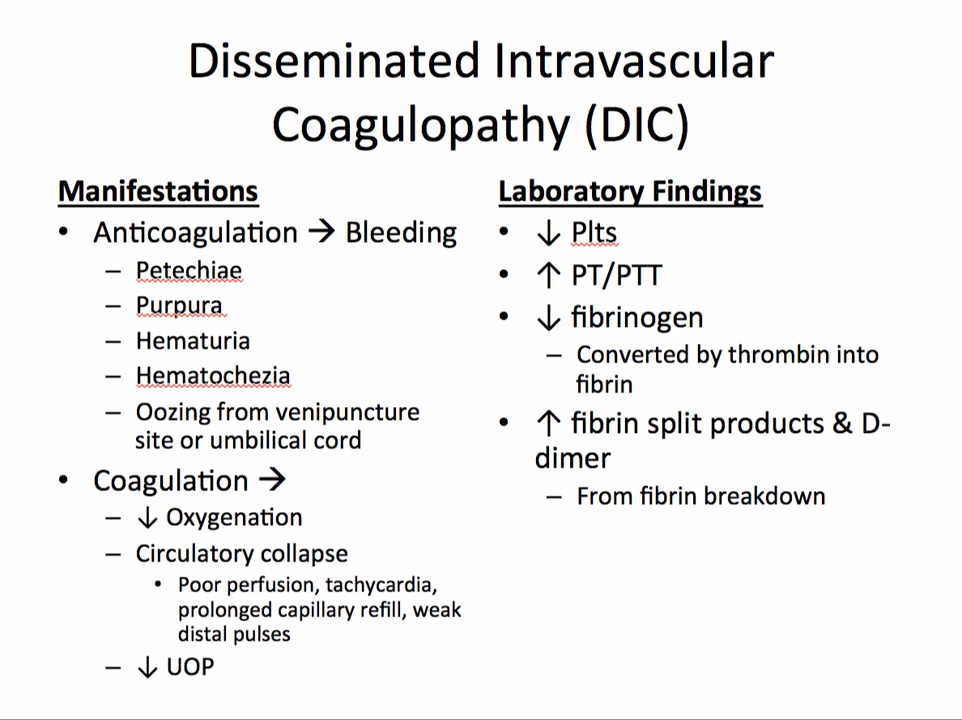 Disseminated Intravascular
Coagulopathy (DIC)
Manifestations
• Anticoagulation → Bleeding
– Petechiae
– Purpura
– Hematuria
– Hematochezia
– Oozing from venipuncture
site or umbilical cord
• Coagulation →
– ↓ Oxygenation
– Circulatory collapse
• Poor perfusion, tachycardia,
prolonged capillary refill, weak
distal pulses
– ↓ UOP
Laboratory Findings
• ↓ Plts
• ↑ PT/PTT
• ↓ fibrinogen
– Converted by thrombin into
fibrin
• ↑ fibrin split products & D-
dimer
– From fibrin breakdown